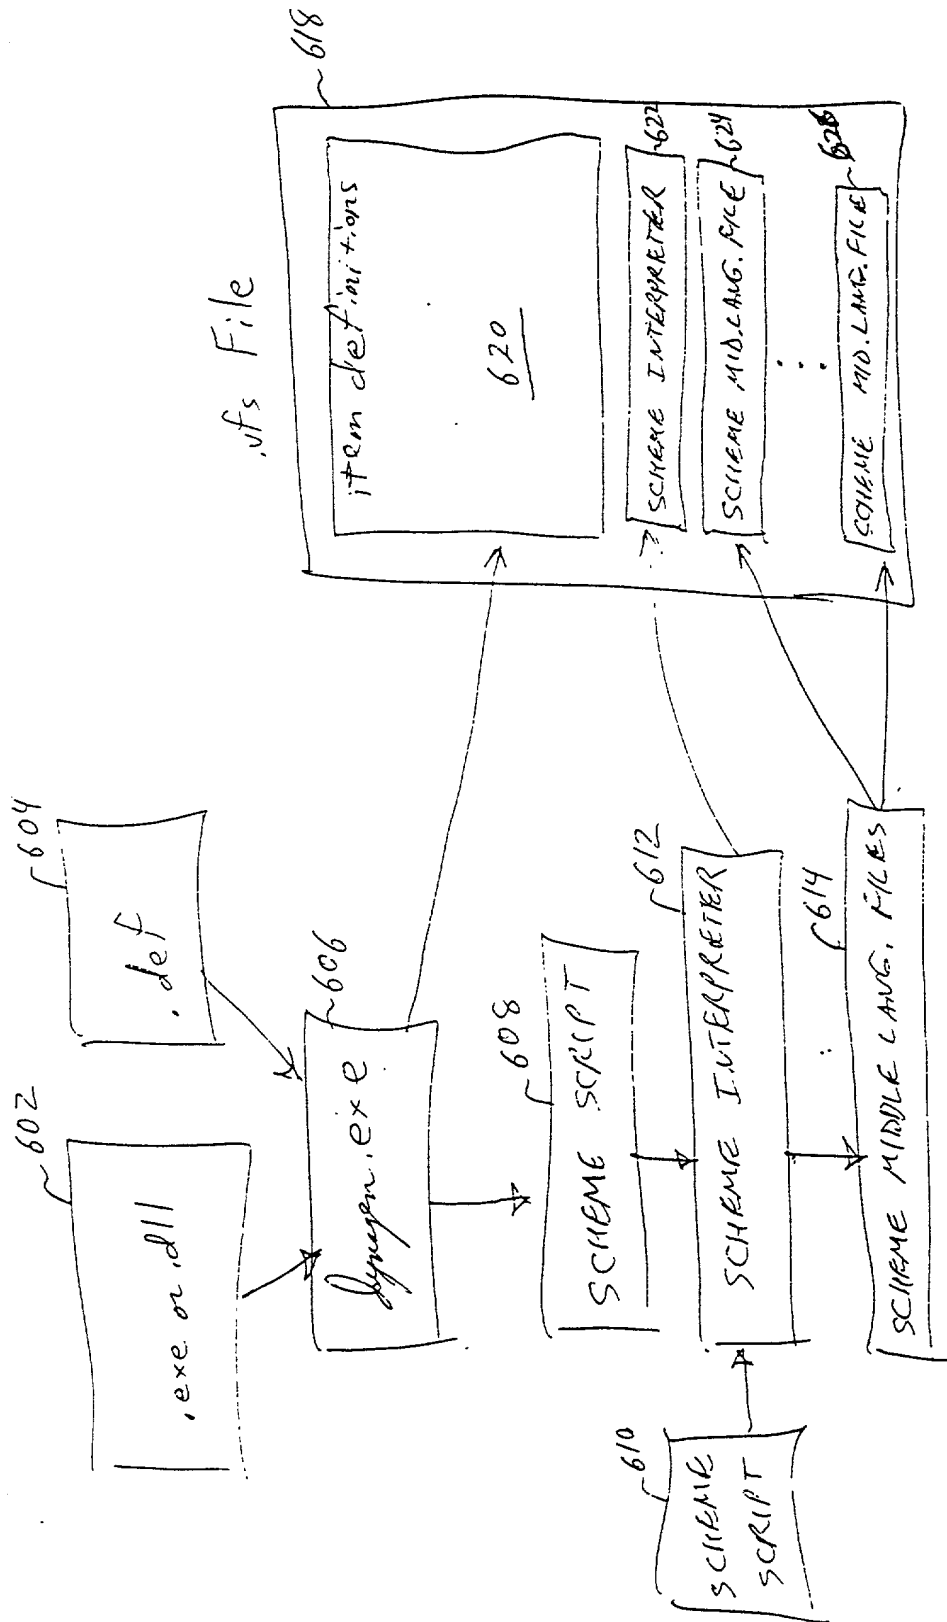 602
.exe or .dll
604
.def
606
dynagen.exe
608
SCHEME SCRIPT
610
SCHEME
SCRIPT
612
SCHEME INTERPRETER
614
SCHEME MIDDLE LANG. FILES
.vfs File
618
item definitions
620
SCHEME INTERPRETER
622
SCHEME MID.LANG.FILE
624
SCHEME MID.LANG.FILE